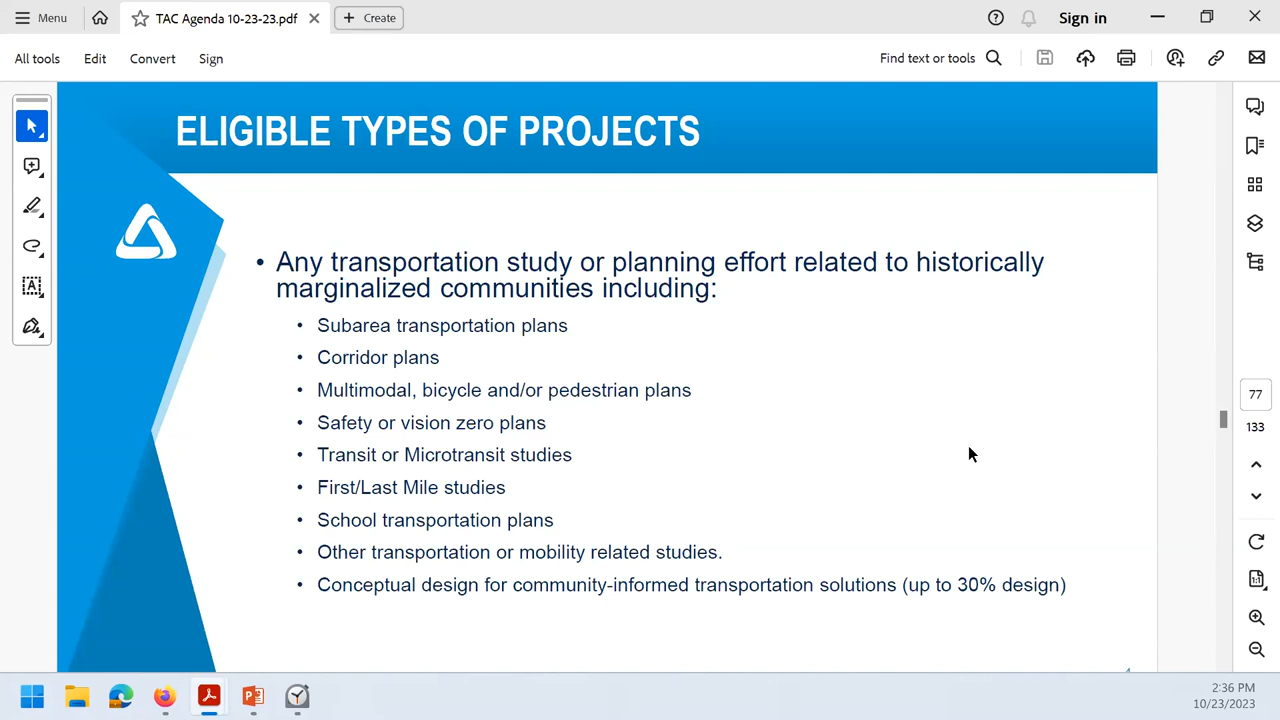 Menu
TAC Agenda 10-23-23.pdf
Create
Sign in
All tools
Edit
Convert
Sign
Find text or tools
ELIGIBLE TYPES OF PROJECTS
• Any transportation study or planning effort related to historically
marginalized communities including:
• Subarea transportation plans
• Corridor plans
• Multimodal, bicycle and/or pedestrian plans
• Safety or vision zero plans
• Transit or Microtransit studies
• First/Last Mile studies
• School transportation plans
• Other transportation or mobility related studies.
• Conceptual design for community-informed transportation solutions (up to 30% design)
77
133
2:36 PM
10/23/2023